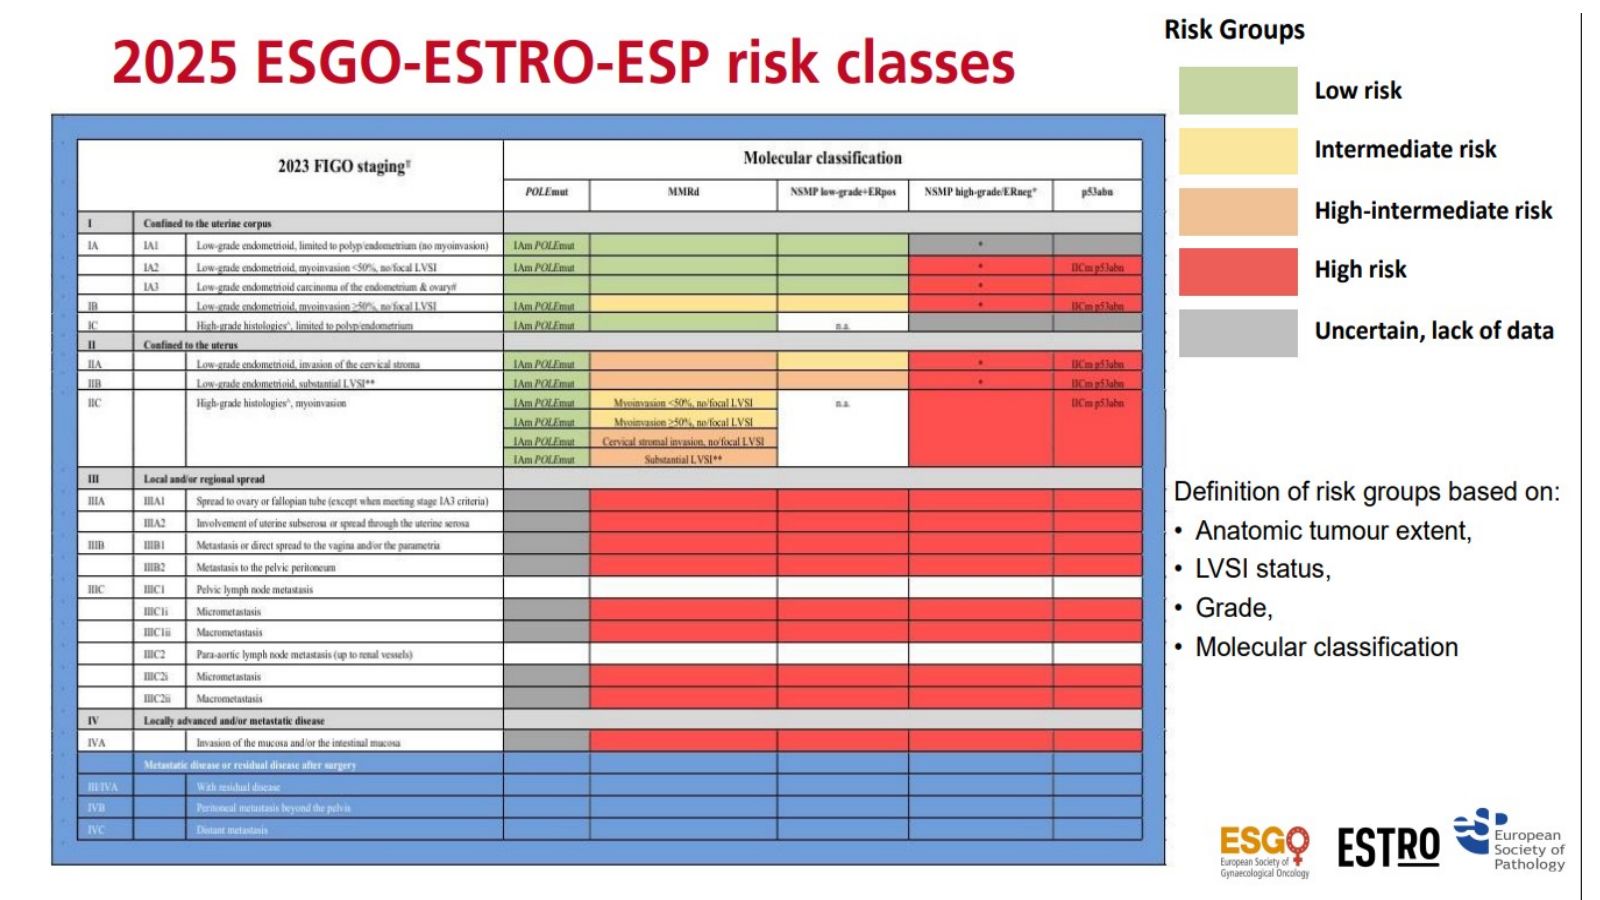 2025 ESGO-ESTRO-ESP risk classes
2023 FIGO staging
Molecular classification
POLEmut MMRd NSMP low-grade+ERpos NSMP high-grade/ERneg* p53abn
I Confined to the uterine corpus
IA IA1 Low-grade endometrioid, limited to polyp/endometrium (no myoinvasion) IAm POLEmut *
IA2 Low-grade endometrioid, myoinvasion <50%, no/focal LVSI IAm POLEmut * IICm p53abn
IA3 Low-grade endometrioid carcinoma of the endometrium & ovary# *
IB Low-grade endometrioid, myoinvasion ≥50%, no/focal LVSI IAm POLEmut * IICm p53abn
IC High-grade histologies^, limited to polyp/endometrium IAm POLEmut n.a.
II Confined to the uterus
IIA Low-grade endometrioid, invasion of the cervical stroma IAm POLEmut * IICm p53abn
IIB Low-grade endometrioid, substantial LVSI** IAm POLEmut * IICm p53abn
IIC High-grade histologies^, myoinvasion IAm POLEmut Myoinvasion <50%, no/focal LVSI n.a. IICm p53abn
IAm POLEmut Myoinvasion ≥50%, no/focal LVSI
IAm POLEmut Cervical stromal invasion, no/focal LVSI
IAm POLEmut Substantial LVSI**
III Local and/or regional spread
IIIA IIIA1 Spread to ovary or fallopian tube (except when meeting stage IA3 criteria)
IIIA2 Involvement of uterine subserosa or spread through the uterine serosa
IIIB IIIB1 Metastasis or direct spread to the vagina and/or the parametria
IIIB2 Metastasis to the pelvic peritoneum
IIIC IIIC1 Pelvic lymph node metastasis
IIIC1i Micrometastasis
IIIC1ii Macrometastasis
IIIC2 Para-aortic lymph node metastasis (up to renal vessels)
IIIC2i Micrometastasis
IIIC2ii Macrometastasis
IV Locally advanced and/or metastatic disease
IVA Invasion of the mucosa and/or the intestinal mucosa
Metastatic disease or residual disease after surgery
III/IVA With residual disease
IVB Peritoneal metastasis beyond the pelvis
IVC Distant metastasis
Risk Groups
Low risk
Intermediate risk
High-intermediate risk
High risk
Uncertain, lack of data
Definition of risk groups based on:
• Anatomic tumour extent,
• LVSI status,
• Grade,
• Molecular classification
ESGO
European Society of
Gynaecological Oncology
ESTRO
eSP
European
Society of
Pathology